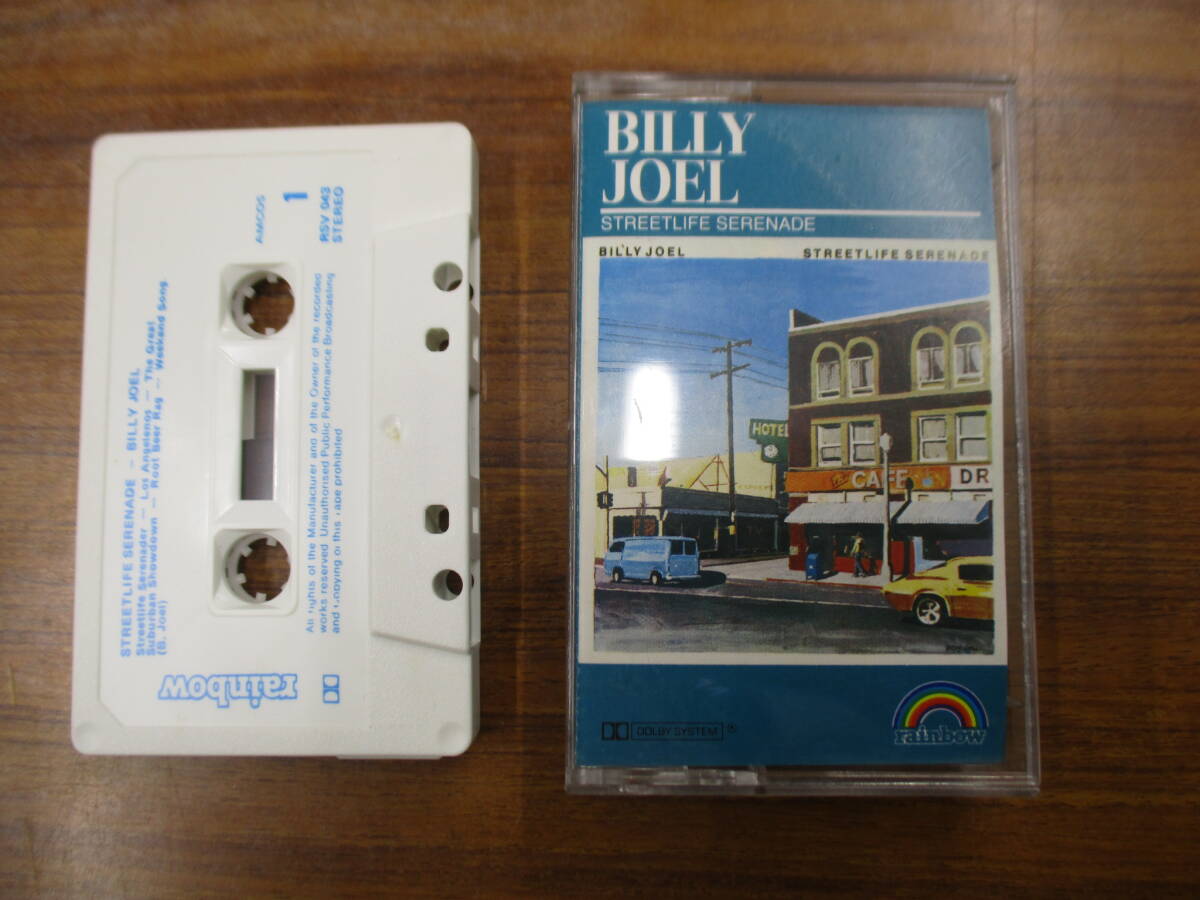 STREETLIFE SERENADE - BILLY JOEL
Streetlife Serenader - Los Angelenos - The Great
Suburban Showdown - Root Beer Rag - Weekend Song
(B. Joel)
AMCOS
1
RSV 043
STEREO
All rights of the Manufacturer and of the Owner of the recorded
works reserved Unauthorised Public Performance Broadcasting
and copying of this tape prohibited
rainbow
BILLY
JOEL
STREETLIFE SERENADE
BILLY JOEL STREETLIFE SERENADE
HOTEL
CAFE
DR
DOLBY SYSTEM ®
rainbow